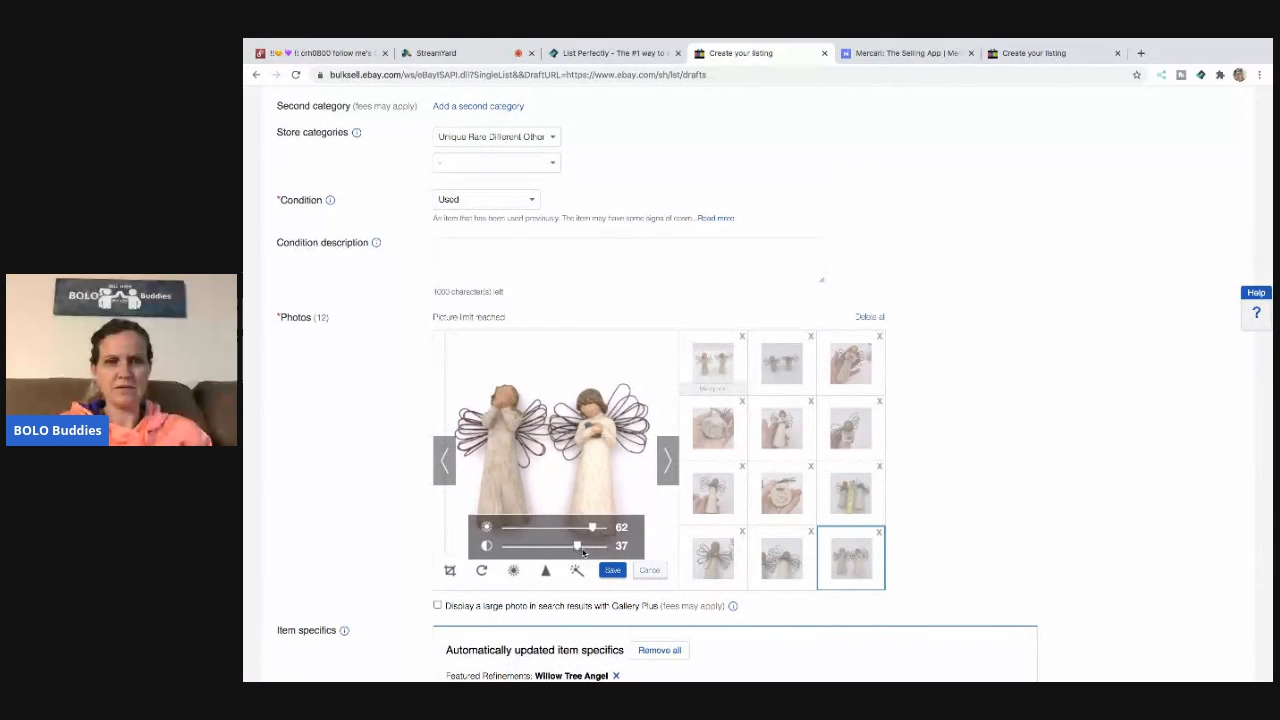 !! crh0800 follow me's
StreamYard
List Perfectly - The #1 way to
Create your listing
Mercari: The Selling App | Mer
Create your listing
bulksell.ebay.com/ws/eBayISAPI.dll?SingleList&&DraftURL=https://www.ebay.com/sh/lst/drafts
Second category (fees may apply)
Add a second category
Store categories
Unique Rare Different Other
-
*Condition
Used
An item that has been used previously. The item may have some signs of cosm... Read more
Condition description
1000 character(s) left
Help
?
*Photos (12)
Picture limit reached
Delete all
62
37
Save
Cancel
Display a large photo in search results with Gallery Plus (fees may apply)
Item specifics
Automatically updated item specifics
Remove all
Featured Refinements: Willow Tree Angel X
BOLO Buddies
BOLO Buddies